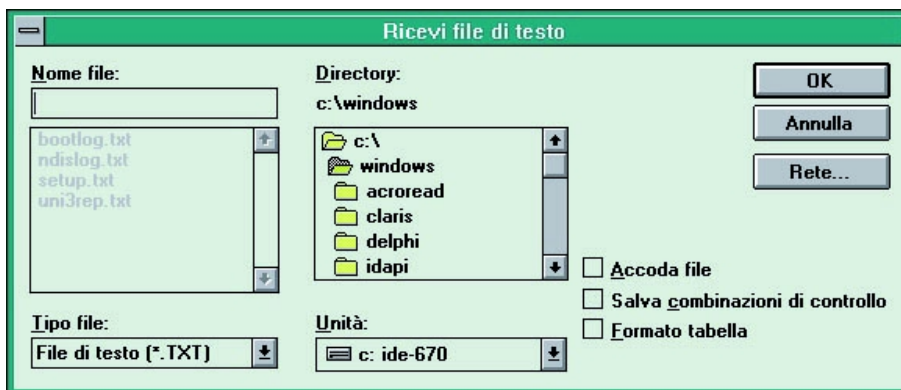 Ricevi file di testo
Nome file:
bootlog.txt
ndislog.txt
setup.txt
uni3rep.txt
Tipo file:
File di testo (*.TXT)
Directory:
c:\windows
c:\
windows
acroread
claris
delphi
idapi
Unità:
c: ide-670
OK
Annulla
Rete...
Accoda file
Salva combinazioni di controllo
Formato tabella